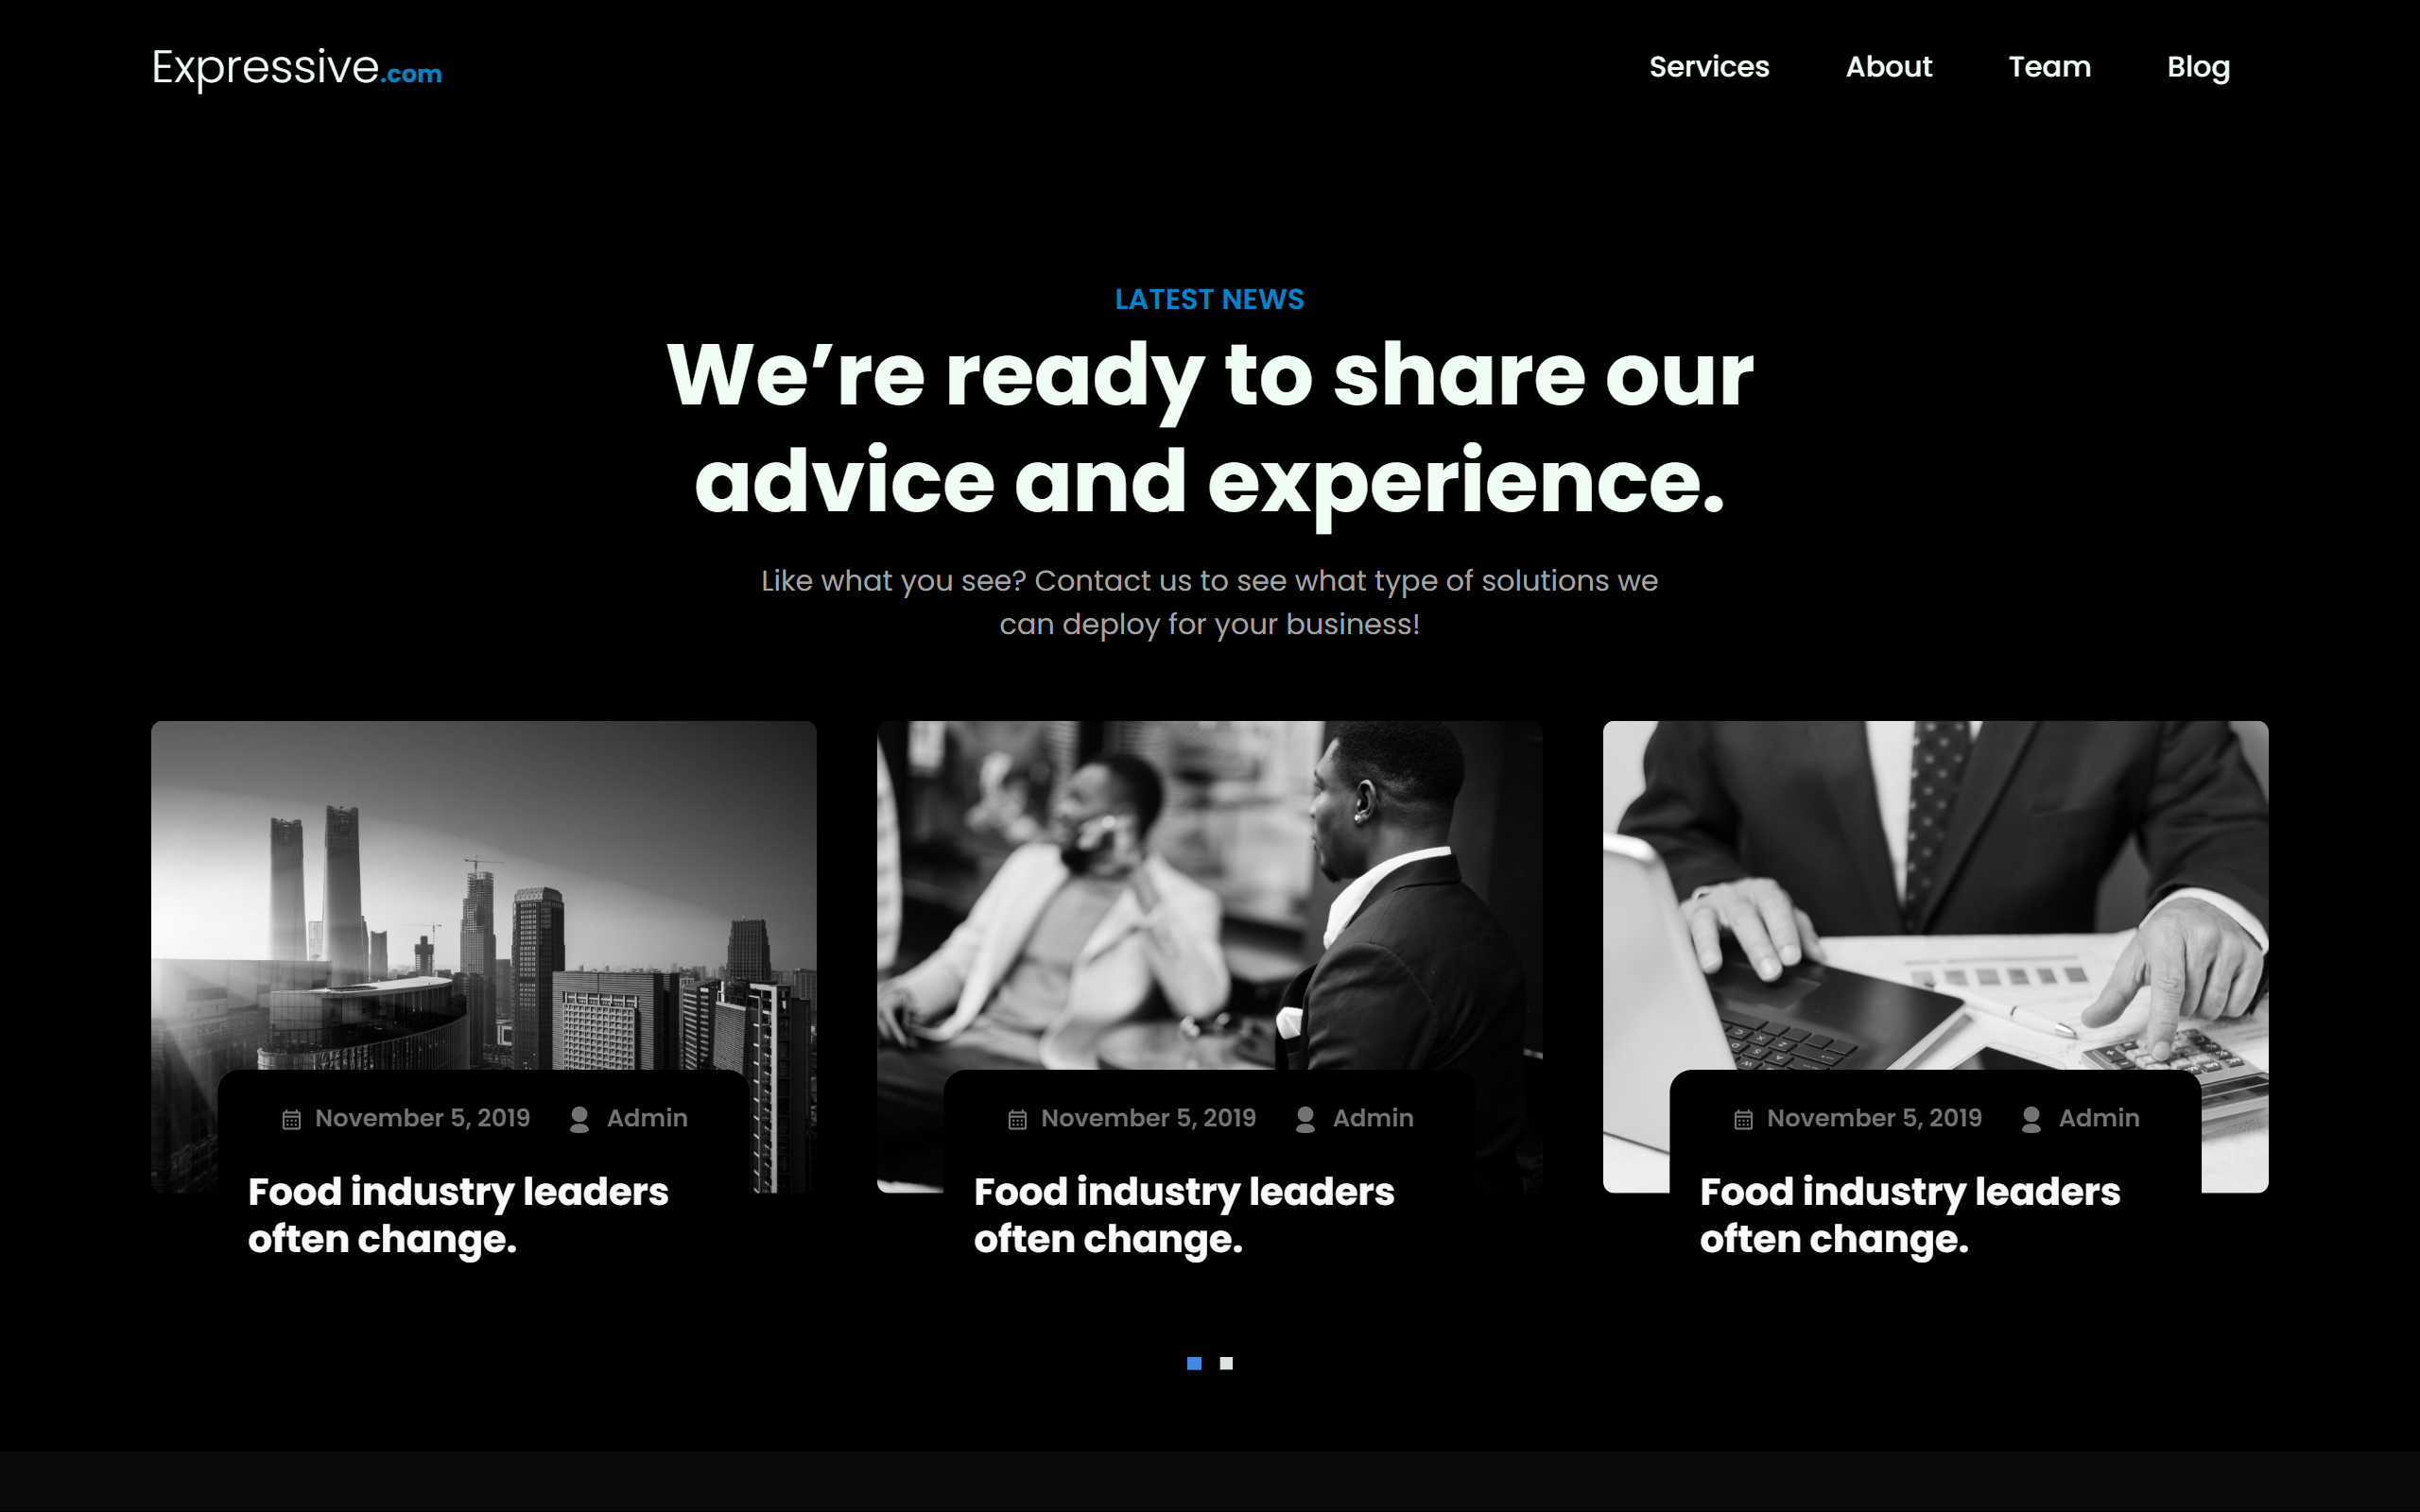 Expressive.com
Services About Team Blog
LATEST NEWS
We’re ready to share our
advice and experience.
Like what you see? Contact us to see what type of solutions we
can deploy for your business!
November 5, 2019 Admin
Food industry leaders
often change.
November 5, 2019 Admin
Food industry leaders
often change.
November 5, 2019 Admin
Food industry leaders
often change.